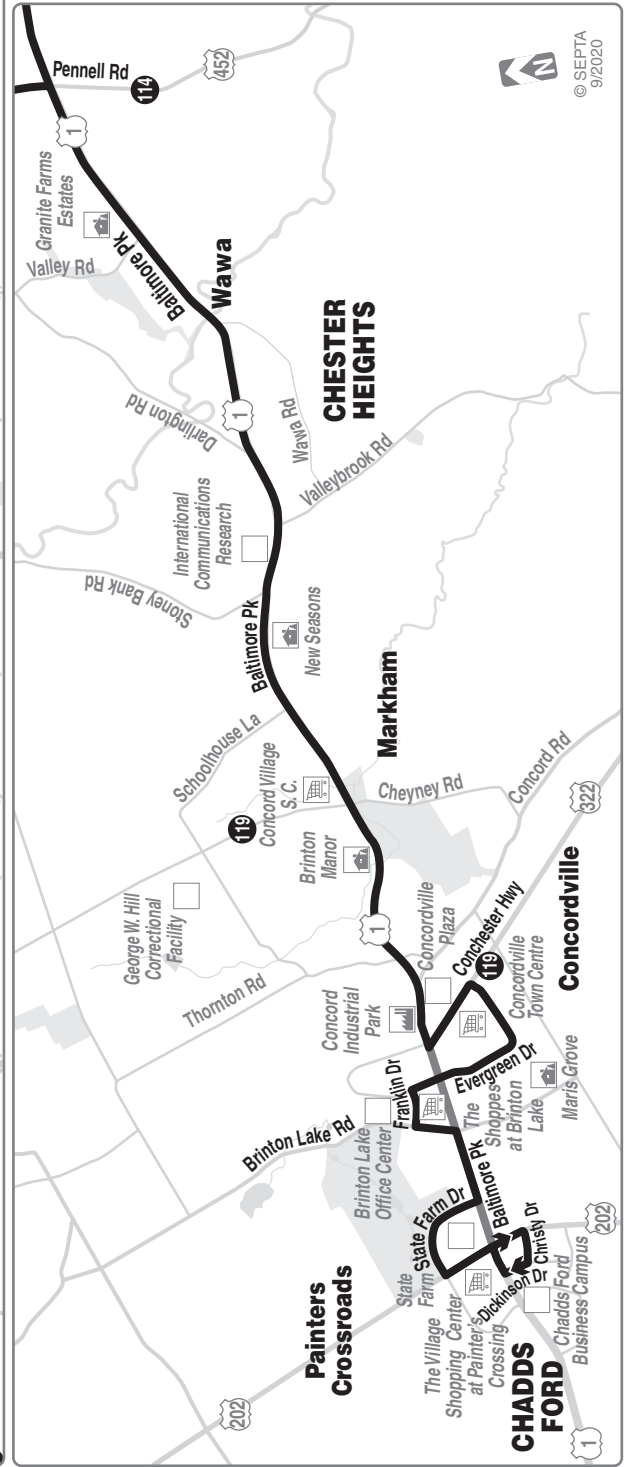 Pennell Rd
114
452
1
© SEPTA
9/2020
N
Granite Farms
Estates
Valley Rd
Baltimore Pk
Wawa
CHESTER
HEIGHTS
1
Darlington Rd
Wawa Rd
Valleybrook Rd
International
Communications
Research
Stoney Bank Rd
Baltimore Pk
New Seasons
Schoolhouse La
Markham
Concord Village
S. C.
119
Cheyney Rd
Concord Rd
322
Brinton
Manor
George W. Hill
Correctional
Facility
1
Thornton Rd
Concordville
Plaza
Conchester Hwy
119
Concordville
Concord
Industrial
Park
Concordville
Town Centre
Evergreen Dr
Franklin Dr
Maris Grove
The
Shoppes
at Brinton
Lake
Brinton Lake Rd
Brinton Lake
Office Center
Baltimore Pk
State Farm Dr
State
Farm
Christy Dr
202
Dickinson Dr
Painters
Crossroads
The Village
Shopping Center
at Painter's
Crossing
Chadds Ford
Business Campus
CHADDS
FORD
202
1